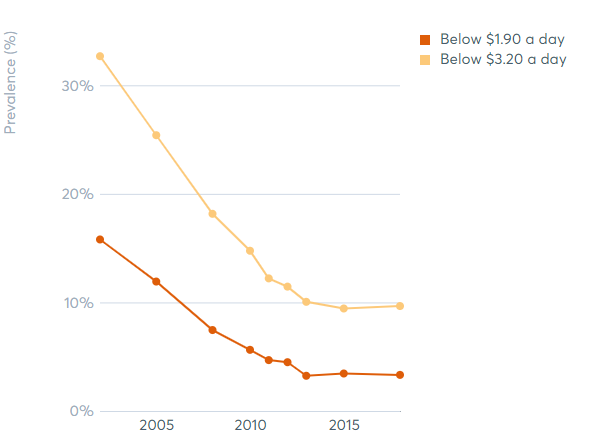 Prevalence (%)
Below $1.90 a day
Below $3.20 a day
30%
20%
10%
0%
2005 2010 2015